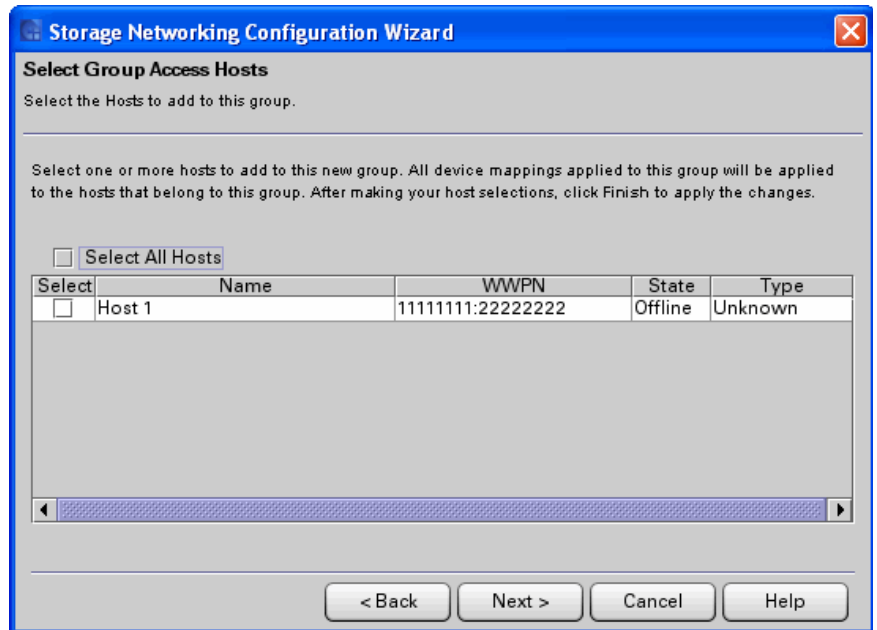 Storage Networking Configuration Wizard
Select Group Access Hosts
Select the Hosts to add to this group.
Select one or more hosts to add to this new group. All device mappings applied to this group will be applied
to the hosts that belong to this group. After making your host selections, click Finish to apply the changes.
Select All Hosts
Select Name WWPN State Type
Host 1 11111111:22222222 Offline Unknown
< Back Next > Cancel Help